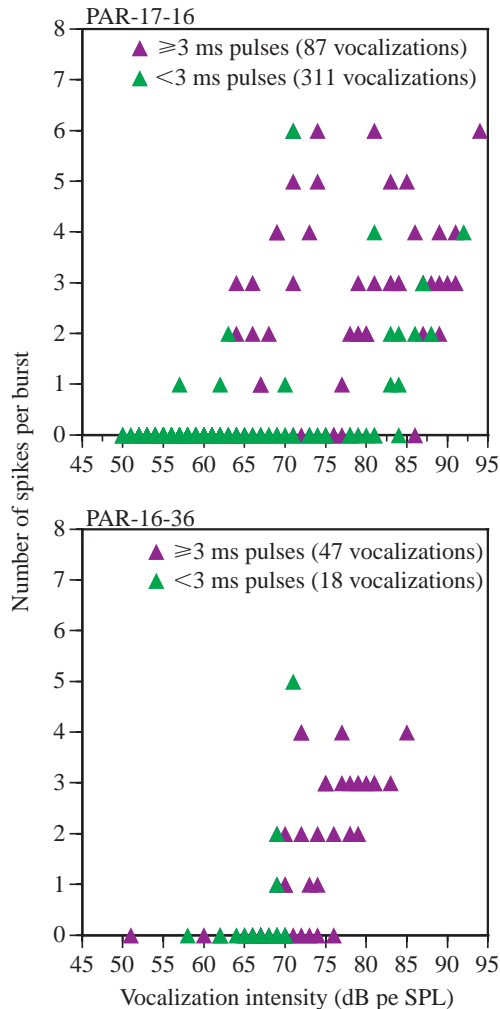 PAR-17-16
8
≥3 ms pulses (87 vocalizations)
<3 ms pulses (311 vocalizations)
7
6
5
4
3
2
1
0
45 50 55 60 65 70 75 80 85 90 95
Number of spikes per burst
PAR-16-36
8
≥3 ms pulses (47 vocalizations)
<3 ms pulses (18 vocalizations)
7
6
5
4
3
2
1
0
45 50 55 60 65 70 75 80 85 90 95
Vocalization intensity (dB pe SPL)